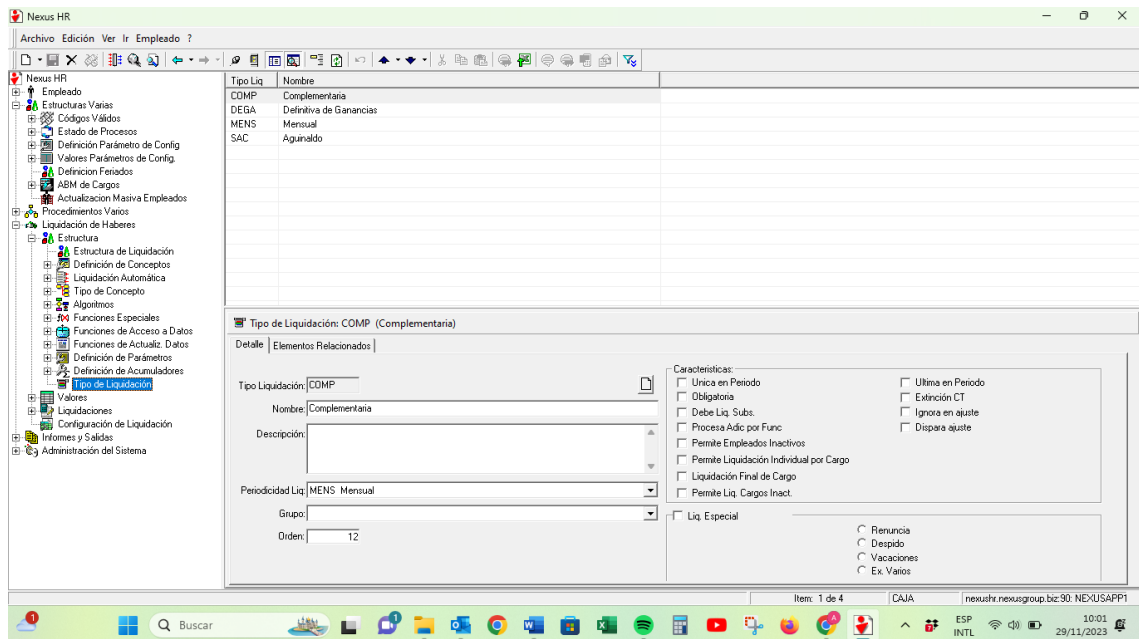 Nexus HR
Archivo Edición Ver Ir Empleado ?
Nexus HR
Empleado
Estructuras Varias
Códigos Válidos
Estado de Procesos
Definición Parámetro de Config
Valores Parámetros de Config.
Definicion Feriados
ABM de Cargos
Actualizacion Masiva Empleados
Procedimientos Varios
Liquidación de Haberes
Estructura
Estructura de Liquidación
Definición de Conceptos
Liquidación Automática
Tipo de Concepto
Algoritmos
Funciones Especiales
Funciones de Acceso a Datos
Funciones de Actualiz. Datos
Definición de Parámetros
Definición de Acumuladores
Tipo de Liquidación
Valores
Liquidaciones
Configuración de Liquidación
Informes y Salidas
Administración del Sistema
Tipo Liq Nombre
COMP Complementaria
DEGA Definitiva de Ganancias
MENS Mensual
SAC Aguinaldo
Tipo de Liquidación: COMP (Complementaria)
Detalle Elementos Relacionados
Tipo Liquidación: COMP
Nombre: Complementaria
Descripción:
Periodicidad Liq: MENS Mensual
Grupo:
Orden: 12
Caracteristicas:
Unica en Periodo
Obligatoria
Debe Liq. Subs.
Procesa Adic por Func
Permite Empleados Inactivos
Permite Liquidación Individual por Cargo
Liquidación Final de Cargo
Permite Liq. Cargos Inact.
Ultima en Periodo
Extinción CT
Ignora en ajuste
Dispara ajuste
Liq. Especial
Renuncia
Despido
Vacaciones
Ex. Varios
Item: 1 de 4 CAJA nexushr.nexusgroup.biz:90: NEXUSAPP1
1
Buscar
ESP
INTL
10:01
29/11/2023